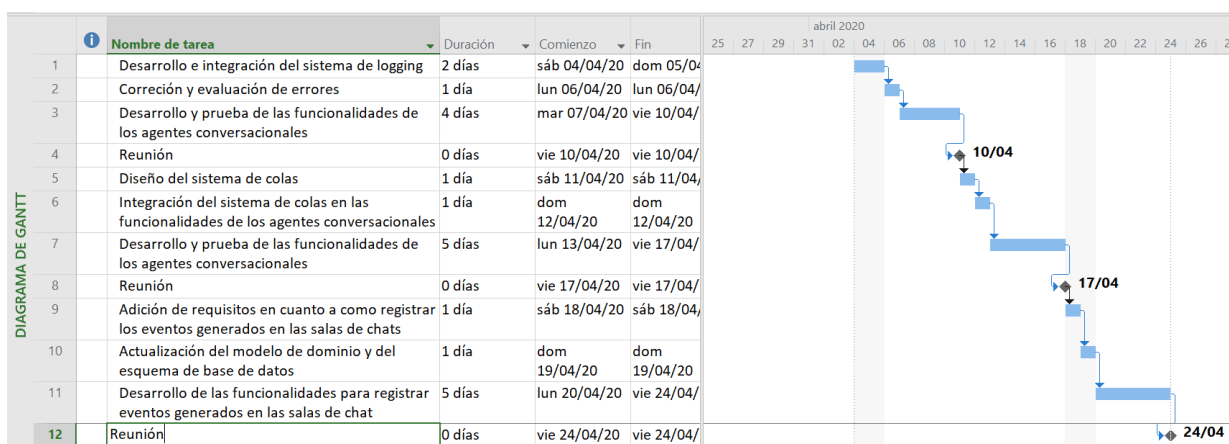 abril 2020
Nombre de tarea Duración Comienzo Fin 25 27 29 31 02 04 06 08 10 12 14 16 18 20 22 24 26
1 Desarrollo e integración del sistema de logging 2 días sáb 04/04/20 dom 05/04
2 Correción y evaluación de errores 1 día lun 06/04/20 lun 06/04/
3 Desarrollo y prueba de las funcionalidades de 4 días mar 07/04/20 vie 10/04/
los agentes conversacionales
4 Reunión 0 días vie 10/04/20 vie 10/04/ 10/04
5 Diseño del sistema de colas 1 día sáb 11/04/20 sáb 11/04/
6 Integración del sistema de colas en las 1 día dom dom
funcionalidades de los agentes conversacionales 12/04/20 12/04/20
7 Desarrollo y prueba de las funcionalidades de 5 días lun 13/04/20 vie 17/04/
los agentes conversacionales
8 Reunión 0 días vie 17/04/20 vie 17/04/ 17/04
9 Adición de requisitos en cuanto a como registrar 1 día sáb 18/04/20 sáb 18/04/
los eventos generados en las salas de chats
10 Actualización del modelo de dominio y del 1 día dom dom
esquema de base de datos 19/04/20 19/04/20
11 Desarrollo de las funcionalidades para registrar 5 días lun 20/04/20 vie 24/04/
eventos generados en las salas de chat
12 Reunión 0 días vie 24/04/20 vie 24/04/ 24/04
DIAGRAMA DE GANTT